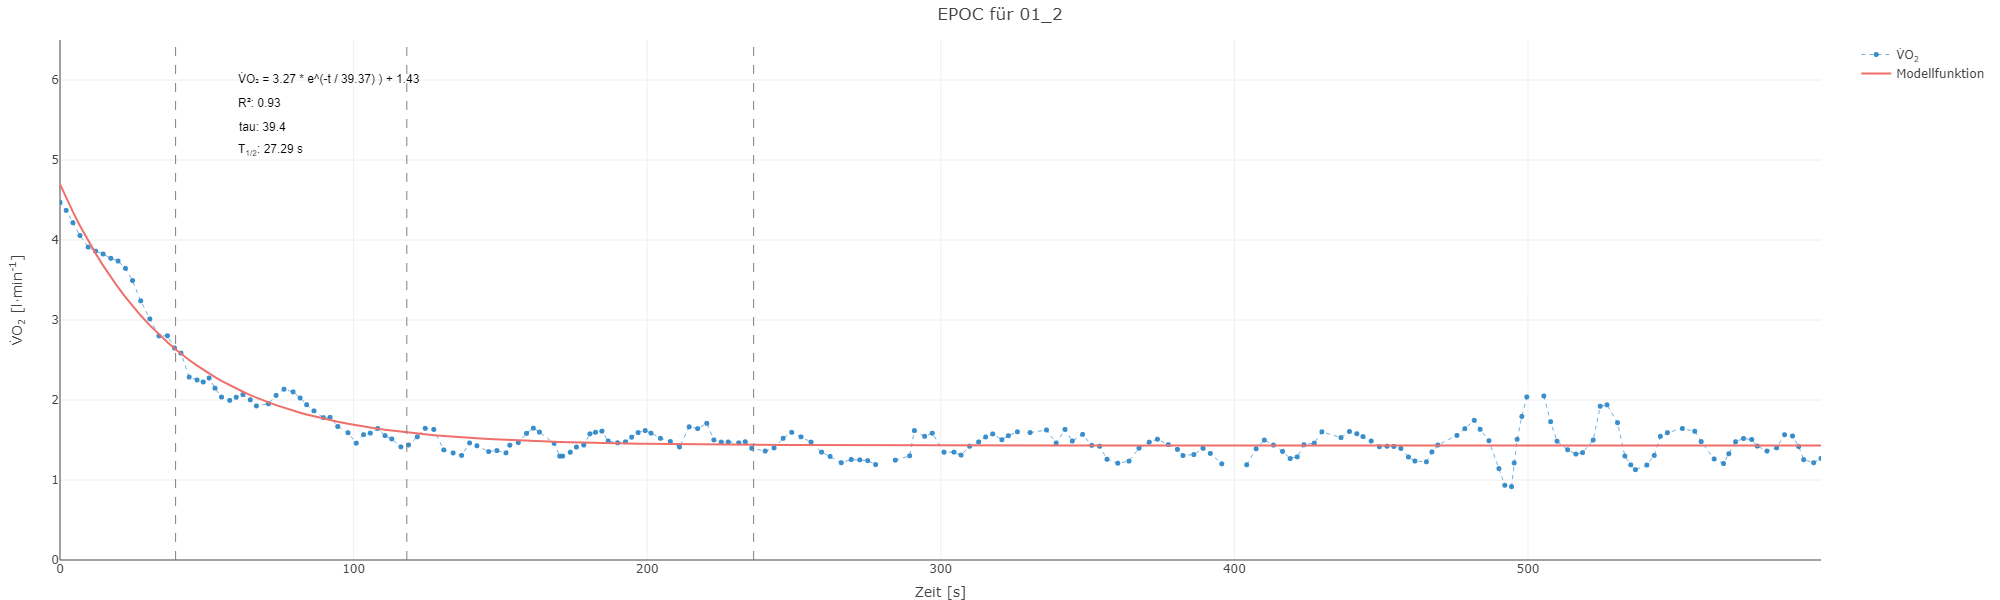 EPOC für 01_2
V̇O₂
Modellfunktion
V̇O₂ = 3.27 * e^(-t / 39.37) ) + 1.43
R²: 0.93
tau: 39.4
T1/2: 27.29 s
6
5
4
3
2
1
0
V̇O₂ [l·min⁻¹]
0 100 200 300 400 500
Zeit [s]